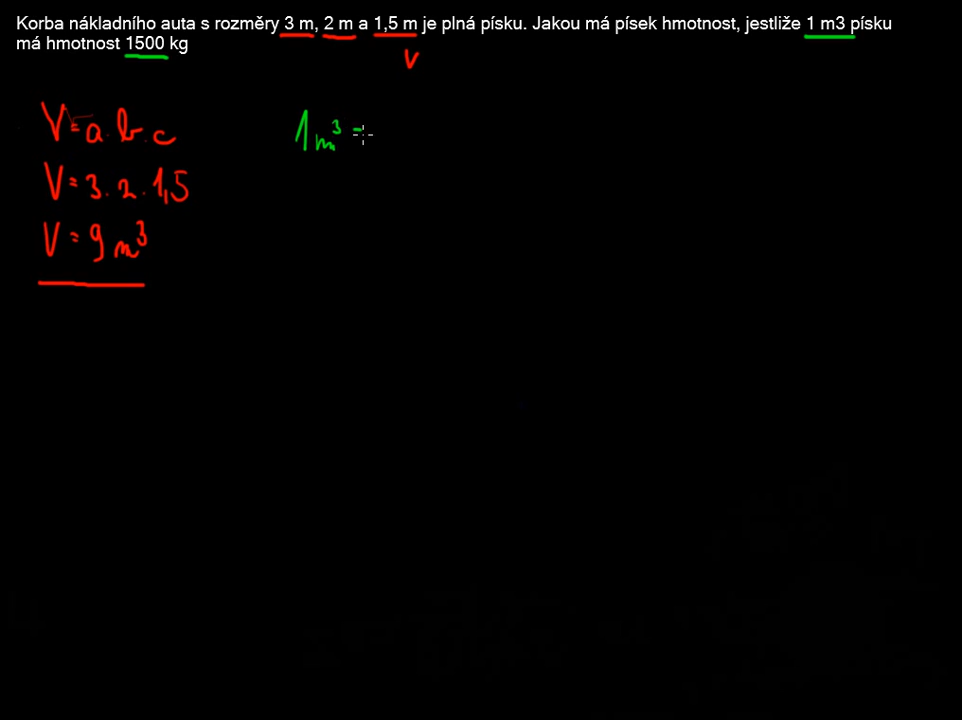 Korba nákladního auta s rozměry 3 m, 2 m a 1,5 m je plná písku. Jakou má písek hmotnost, jestliže 1 m3 písku
má hmotnost 1500 kg
V
V = a . b . c
1 m³ =
V = 3 . 2 . 1,5
V = 9 m³